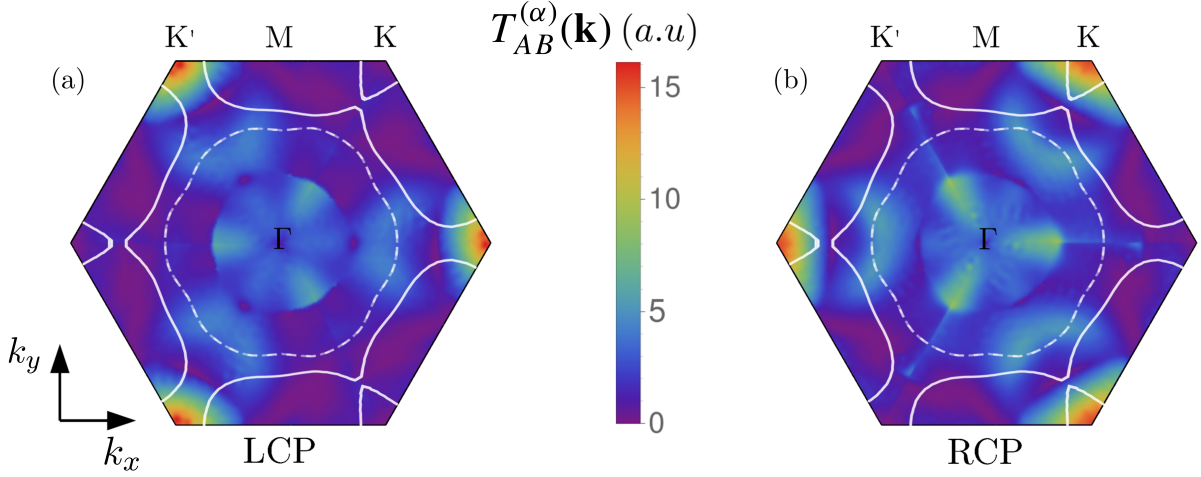 K' M K
T_{AB}^{(α)}(𝐤) (a.u)
K' M K
(a)
15
(b)
10
Γ
Γ
5
k_y
0
k_x
LCP
RCP